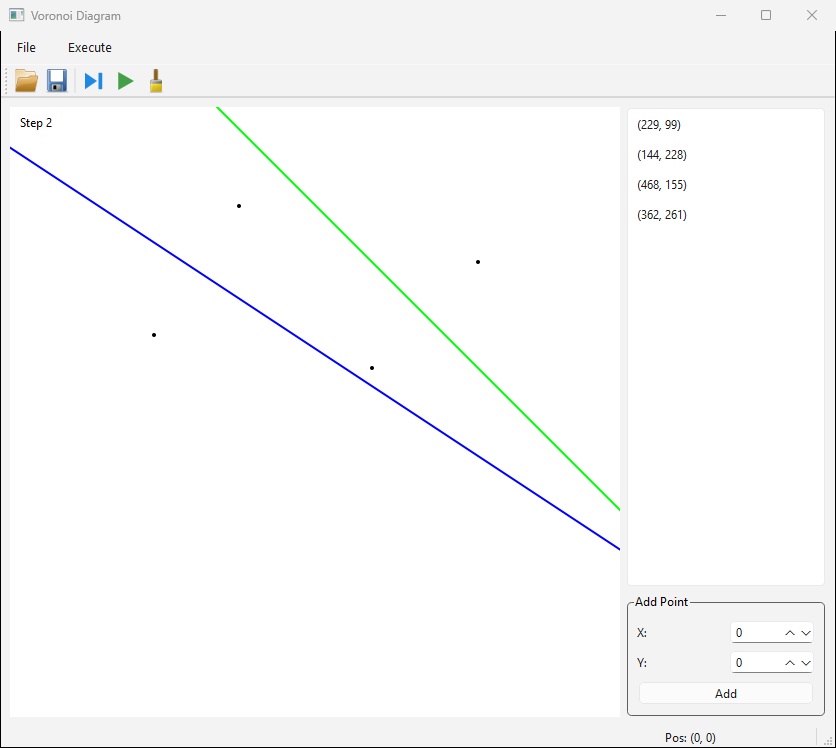 Voronoi Diagram
File Execute
Step 2
(229, 99)
(144, 228)
(468, 155)
(362, 261)
Add Point
X: 0
Y: 0
Add
Pos: (0, 0)